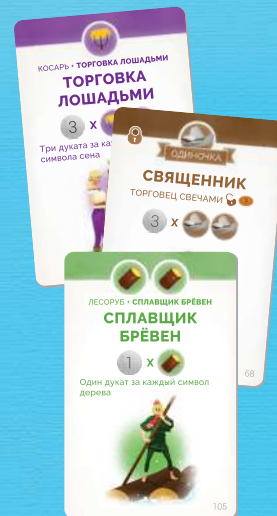 КОСАРЬ • ТОРГОВКА ЛОШАДЬМИ
ТОРГОВКА
ЛОШАДЬМИ
3 X
Три дуката за
символа сена
ОДИНОЧКА
СВЯЩЕННИК
ТОРГОВЕЦ СВЕЧАМИ
3 X
68
ЛЕСОРУБ • СПЛАВЩИК БРЁВЕН
СПЛАВЩИК
БРЁВЕН
1 X
Один дукат за каждый символ
дерева
105